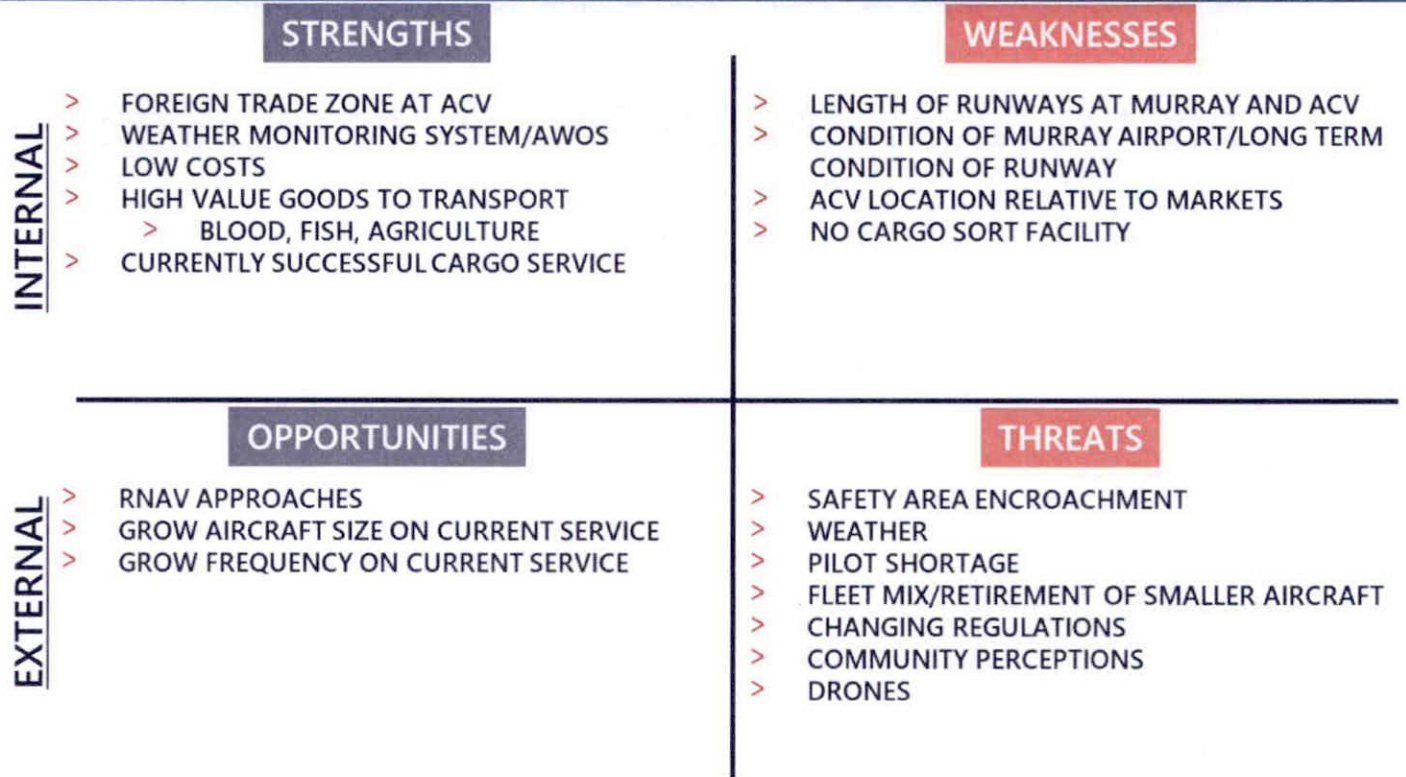 STRENGTHS
WEAKNESSES
INTERNAL
> FOREIGN TRADE ZONE AT ACV
> WEATHER MONITORING SYSTEM/AWOS
> LOW COSTS
> HIGH VALUE GOODS TO TRANSPORT
> BLOOD, FISH, AGRICULTURE
> CURRENTLY SUCCESSFUL CARGO SERVICE
> LENGTH OF RUNWAYS AT MURRAY AND ACV
> CONDITION OF MURRAY AIRPORT/LONG TERM
CONDITION OF RUNWAY
> ACV LOCATION RELATIVE TO MARKETS
> NO CARGO SORT FACILITY
OPPORTUNITIES
THREATS
EXTERNAL
> RNAV APPROACHES
> GROW AIRCRAFT SIZE ON CURRENT SERVICE
> GROW FREQUENCY ON CURRENT SERVICE
> SAFETY AREA ENCROACHMENT
> WEATHER
> PILOT SHORTAGE
> FLEET MIX/RETIREMENT OF SMALLER AIRCRAFT
> CHANGING REGULATIONS
> COMMUNITY PERCEPTIONS
> DRONES